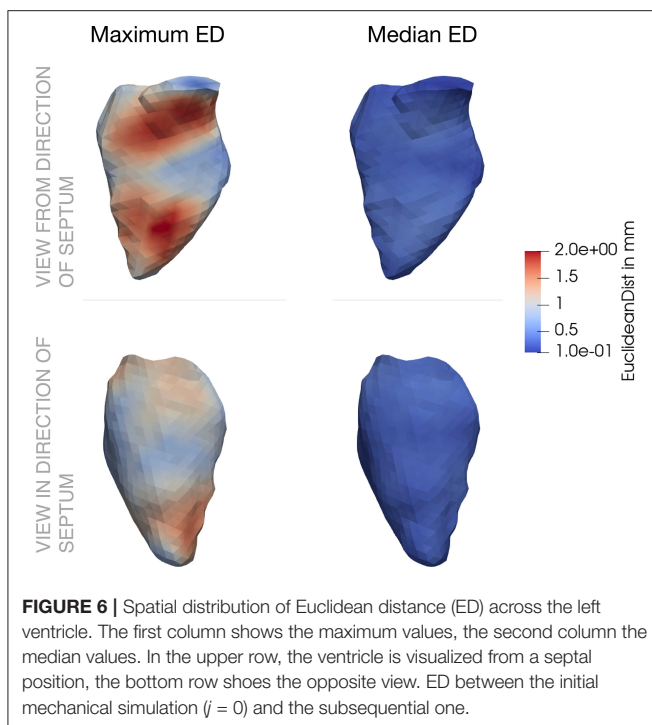 Maximum ED
Median ED
VIEW FROM DIRECTION
OF SEPTUM
2.0e+00
1.5
1
0.5
1.0e-01
EuclideanDist in mm
VIEW IN DIRECTION OF
SEPTUM
FIGURE 6 | Spatial distribution of Euclidean distance (ED) across the left
ventricle. The first column shows the maximum values, the second column the
median values. In the upper row, the ventricle is visualized from a septal
position, the bottom row shoes the opposite view. ED between the initial
mechanical simulation (j = 0) and the subsequential one.